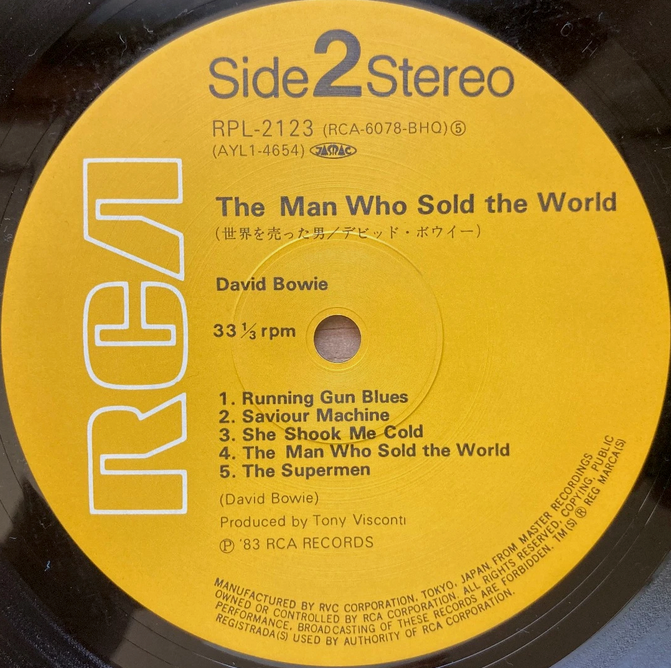 Side 2 Stereo
RPL-2123 (RCA-6078-BHQ)⑤
(AYL1-4654) JASRAC
The Man Who Sold the World
(世界を売った男/デビッド・ボウイー)
David Bowie
33 1/3 rpm
RCA
1. Running Gun Blues
2. Saviour Machine
3. She Shook Me Cold
4. The Man Who Sold the World
5. The Supermen
(David Bowie)
Produced by Tony Visconti
Ⓟ '83 RCA RECORDS
MANUFACTURED BY RVC CORPORATION, TOKYO, JAPAN, FROM MASTER RECORDINGS
OWNED OR CONTROLLED BY RCA CORPORATION. ALL RIGHTS RESERVED, COPYING, PUBLIC
PERFORMANCE, BROADCASTING OF THESE RECORDS ARE FORBIDDEN. TM(S) ® REG MARCA(S)
REGISTRADA(S) USED BY AUTHORITY OF RCA CORPORATION.